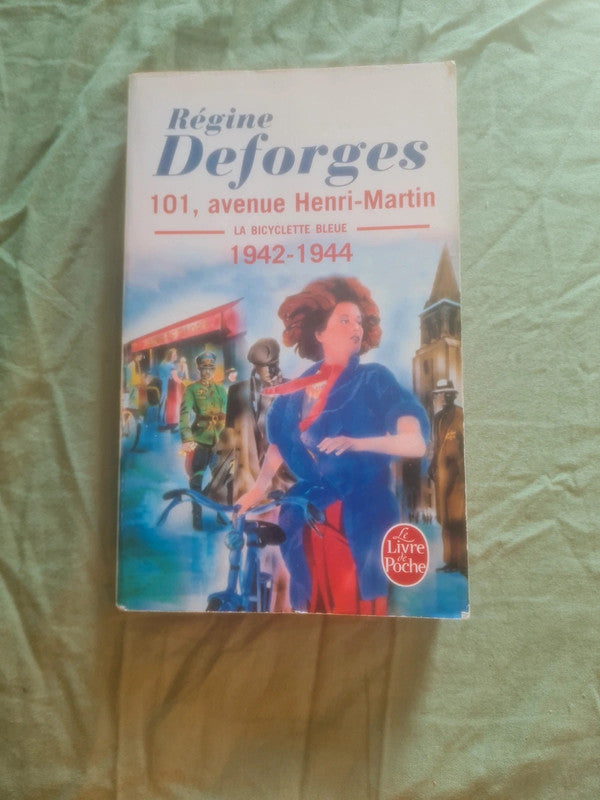 Régine
Deforges
101, avenue Henri-Martin
LA BICYCLETTE BLEUE
1942-1944
Le
Livre
de
Poche